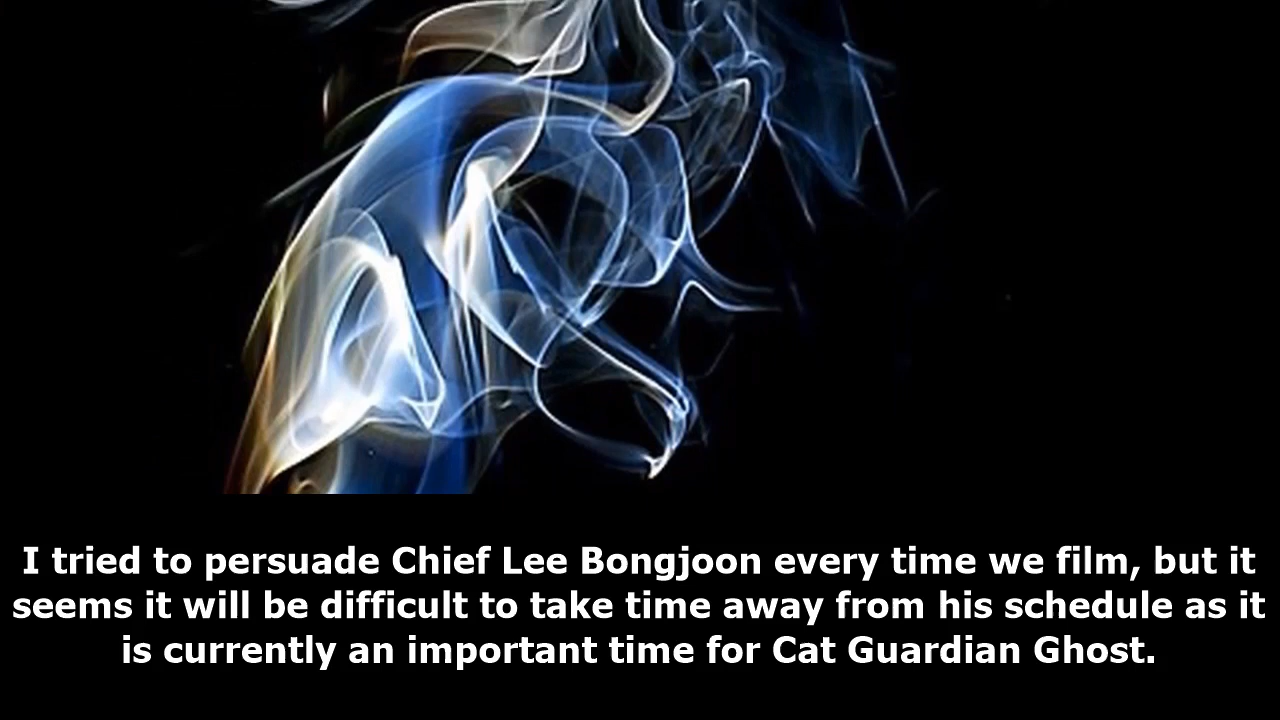 I tried to persuade Chief Lee Bongjoon every time we film, but it
seems it will be difficult to take time away from his schedule as it
is currently an important time for Cat Guardian Ghost.